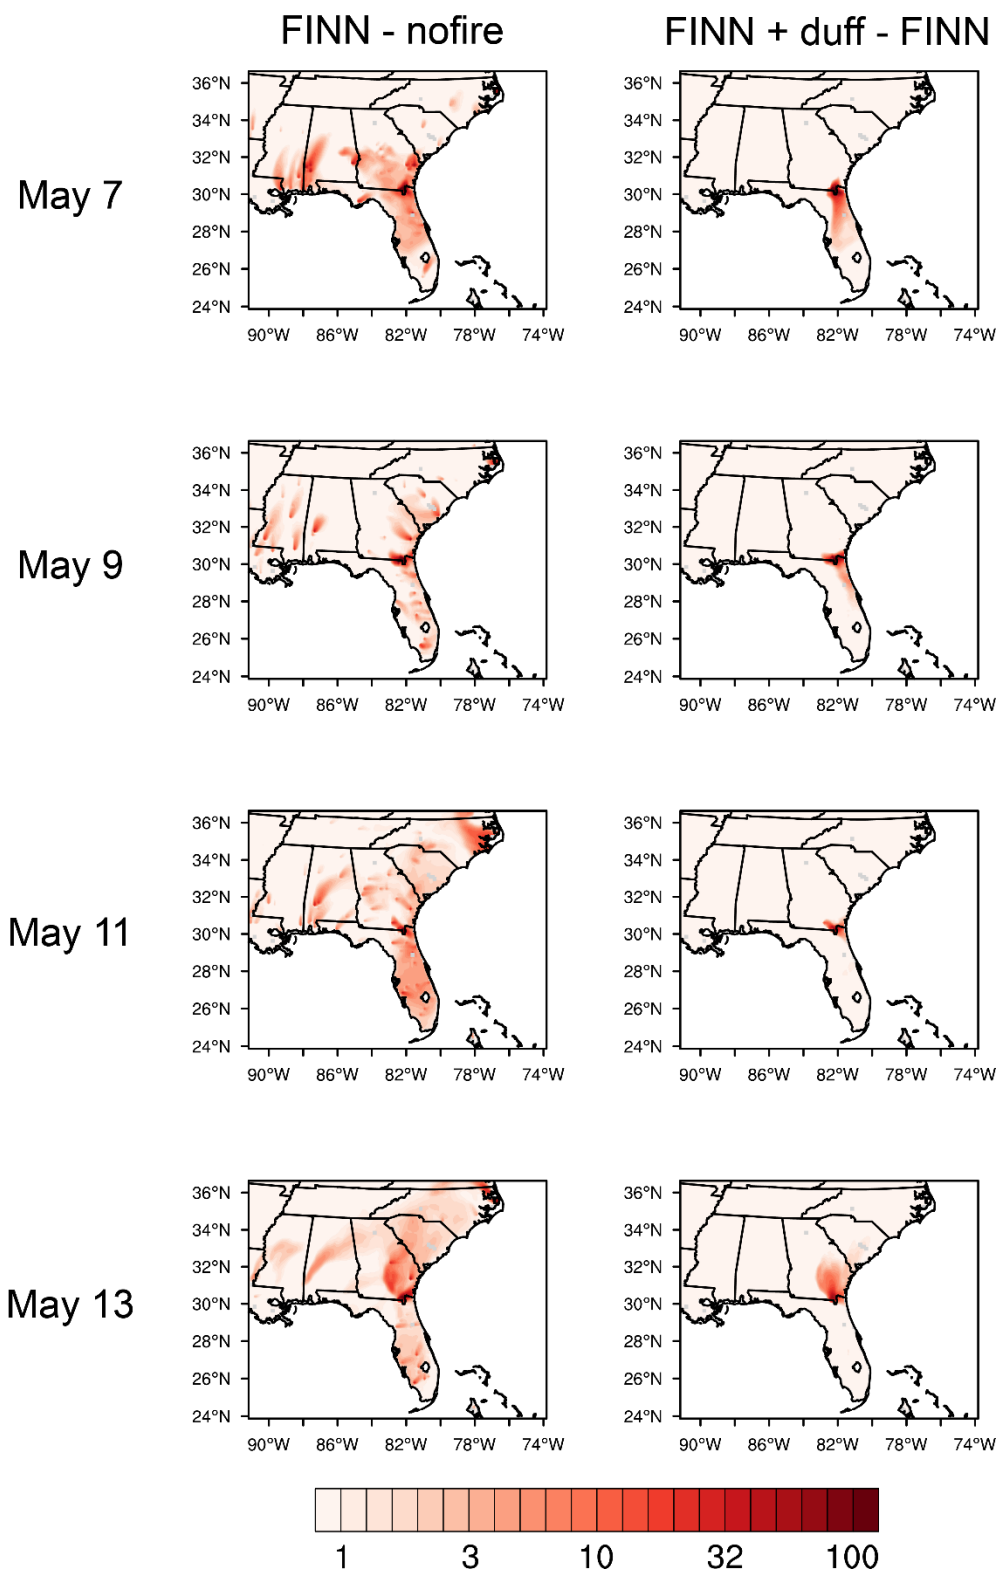 FINN - nofire    FINN + duff - FINN
May 7
36°N 36°N
34°N 34°N
32°N 32°N
30°N 30°N
28°N 28°N
26°N 26°N
24°N 24°N
90°W 86°W 82°W 78°W 74°W 90°W 86°W 82°W 78°W 74°W
May 9
36°N 36°N
34°N 34°N
32°N 32°N
30°N 30°N
28°N 28°N
26°N 26°N
24°N 24°N
90°W 86°W 82°W 78°W 74°W 90°W 86°W 82°W 78°W 74°W
May 11
36°N 36°N
34°N 34°N
32°N 32°N
30°N 30°N
28°N 28°N
26°N 26°N
24°N 24°N
90°W 86°W 82°W 78°W 74°W 90°W 86°W 82°W 78°W 74°W
May 13
36°N 36°N
34°N 34°N
32°N 32°N
30°N 30°N
28°N 28°N
26°N 26°N
24°N 24°N
90°W 86°W 82°W 78°W 74°W 90°W 86°W 82°W 78°W 74°W
1 3 10 32 100